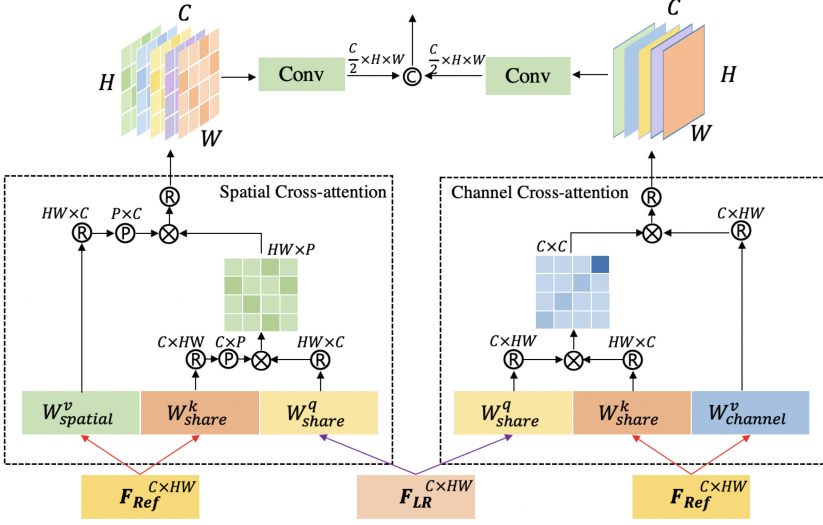 C
C
H
W
Conv
C/2 × H × W
©
C/2 × H × W
Conv
H
W
Spatial Cross-attention
Channel Cross-attention
R
R
HW×C
P×C
R
P
C×HW
R
HW×P
C×C
C×HW
C×P
HW×C
R
P
R
C×HW
HW×C
R
R
W^v_spatial
W^k_share
W^q_share
W^q_share
W^k_share
W^v_channel
F_Ref^C×HW
F_LR^C×HW
F_Ref^C×HW